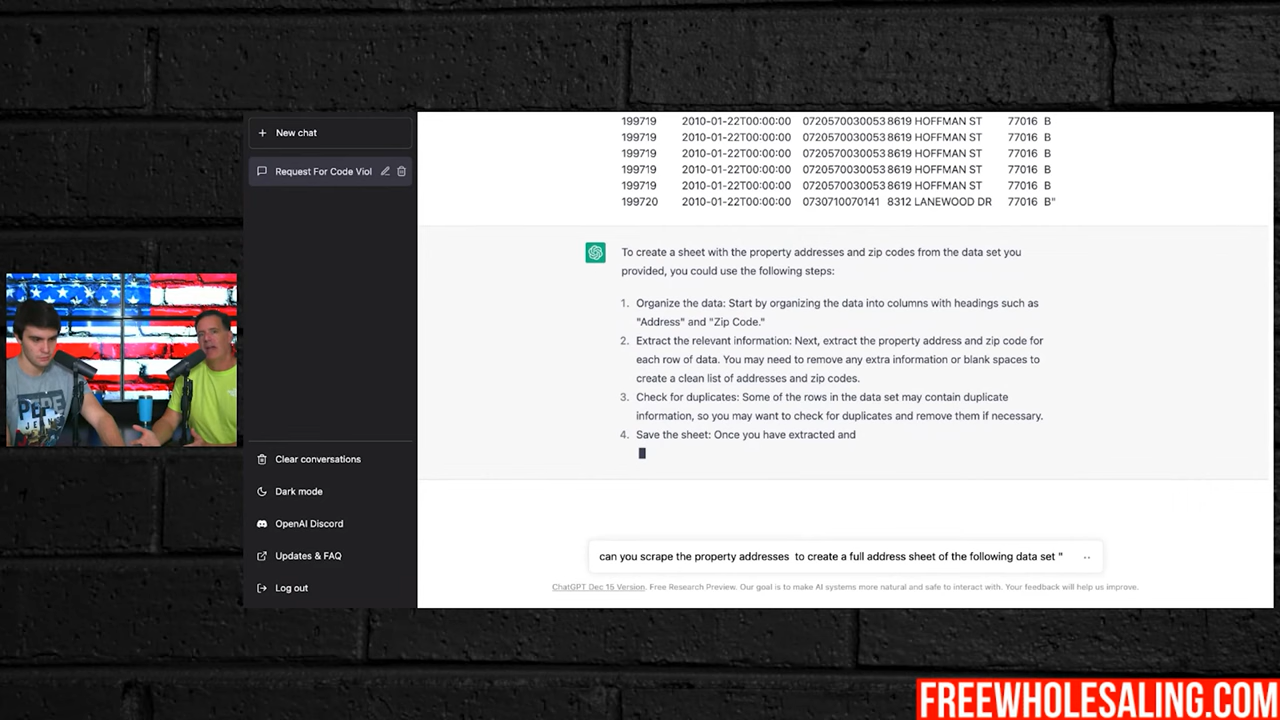 New chat
Request For Code Viol
Clear conversations
Dark mode
OpenAI Discord
Updates & FAQ
Log out
199719 2010-01-22T00:00:00 0720570030053 8619 HOFFMAN ST 77016 B
199719 2010-01-22T00:00:00 0720570030053 8619 HOFFMAN ST 77016 B
199719 2010-01-22T00:00:00 0720570030053 8619 HOFFMAN ST 77016 B
199719 2010-01-22T00:00:00 0720570030053 8619 HOFFMAN ST 77016 B
199719 2010-01-22T00:00:00 0720570030053 8619 HOFFMAN ST 77016 B
199720 2010-01-22T00:00:00 0730710070141 8312 LANEWOOD DR 77016 B"
To create a sheet with the property addresses and zip codes from the data set you
provided, you could use the following steps:
1. Organize the data: Start by organizing the data into columns with headings such as
"Address" and "Zip Code."
2. Extract the relevant information: Next, extract the property address and zip code for
each row of data. You may need to remove any extra information or blank spaces to
create a clean list of addresses and zip codes.
3. Check for duplicates: Some of the rows in the data set may contain duplicate
information, so you may want to check for duplicates and remove them if necessary.
4. Save the sheet: Once you have extracted and
can you scrape the property addresses to create a full address sheet of the following data set "
ChatGPT Dec 15 Version. Free Research Preview. Our goal is to make AI systems more natural and safe to interact with. Your feedback will help us improve.
PEPE
JEANS
FREEWHOLESALING.COM